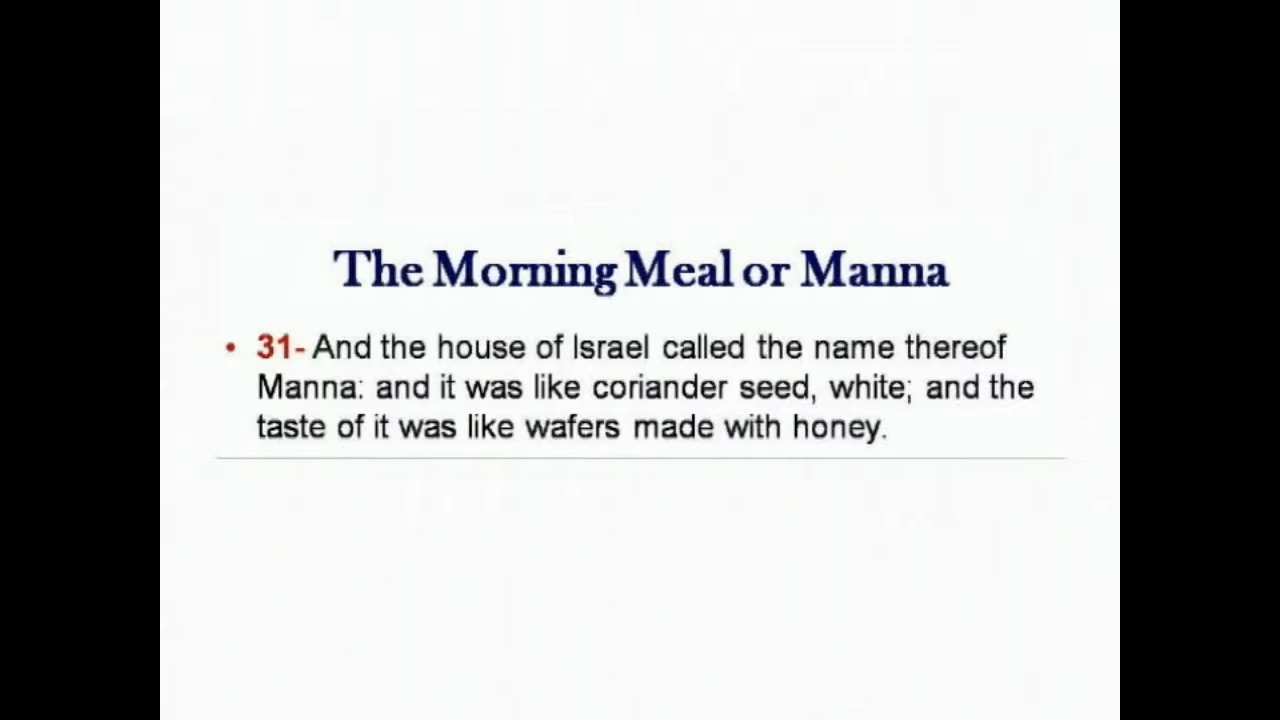 The Morning Meal or Manna
• 31- And the house of Israel called the name thereof
Manna: and it was like coriander seed, white; and the
taste of it was like wafers made with honey.